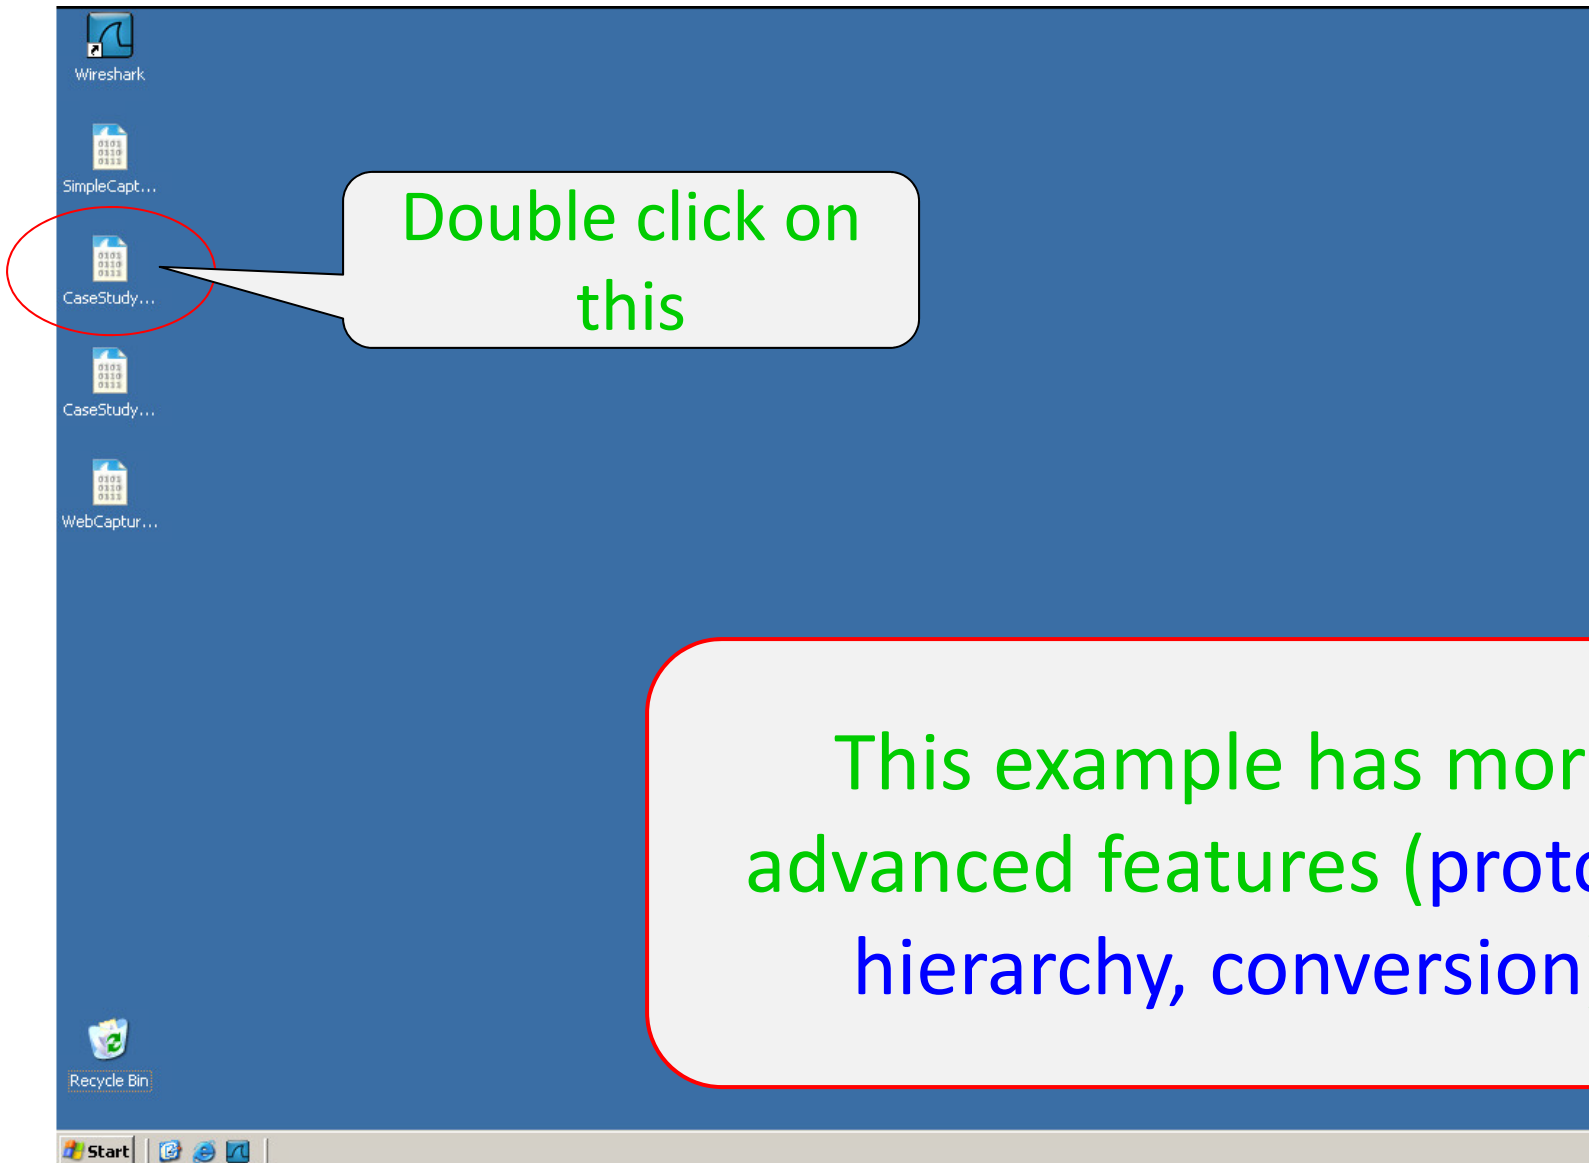 Wireshark
SimpleCapt...
CaseStudy...
CaseStudy...
WebCaptur...
Double click on
this
This example has mor
advanced features (proto
hierarchy, conversion
Recycle Bin
Start